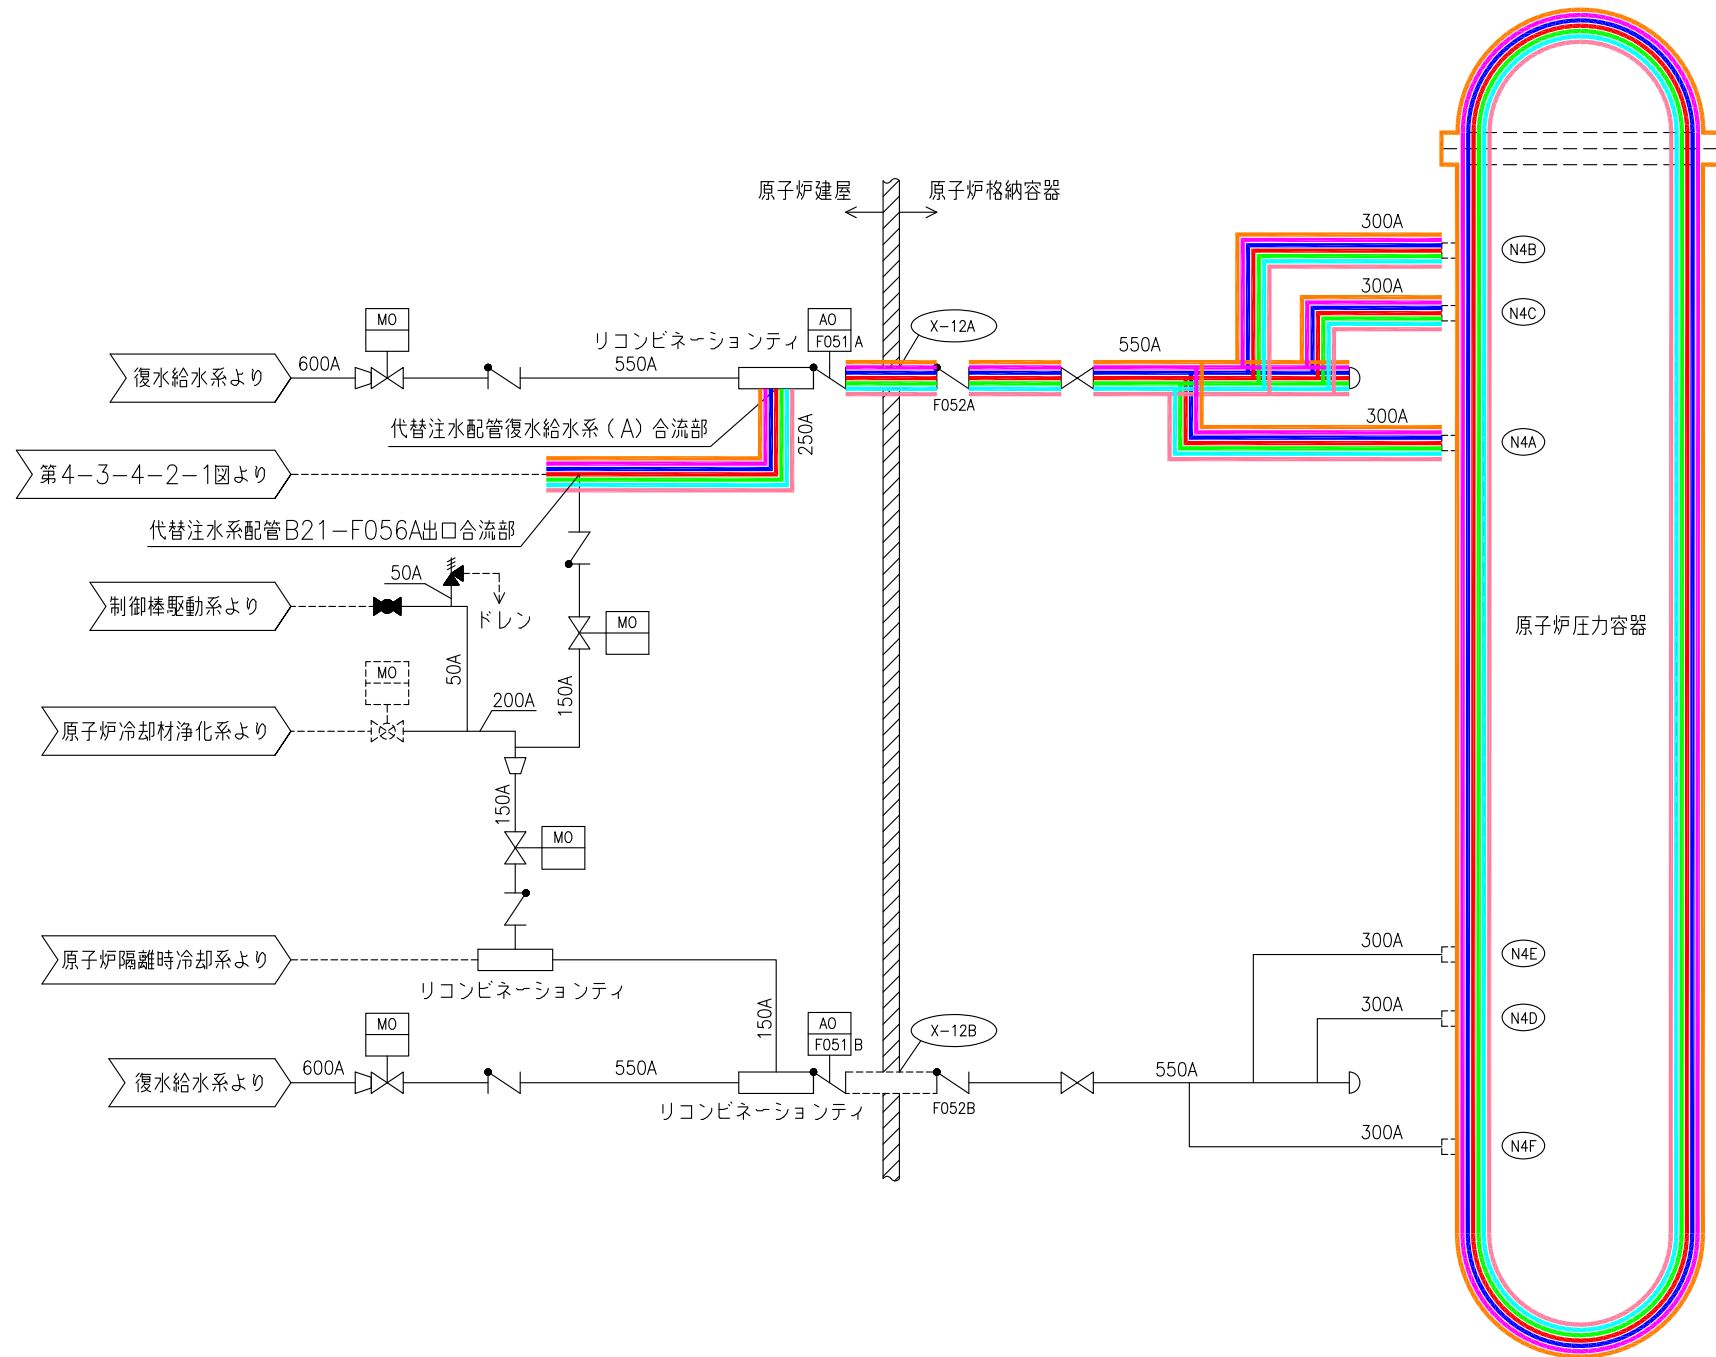 原子炉建屋
原子炉格納容器
300A
N4B
300A
N4C
MO
AO
F051 A
X-12A
リコンビネーションティ
550A
復水給水系より
600A
550A
F052A
300A
N4A
代替注水配管復水給水系(A)合流部
250A
第4-3-4-2-1図より
代替注水系配管B21-F056A出口合流部
50A
制御棒駆動系より
ドレン
MO
原子炉圧力容器
MO
50A
150A
200A
原子炉冷却材浄化系より
150A
MO
300A
N4E
原子炉隔離時冷却系より
リコンビネーションティ
150A
300A
N4D
MO
AO
F051 B
X-12B
復水給水系より
600A
550A
550A
リコンビネーションティ
F052B
300A
N4F